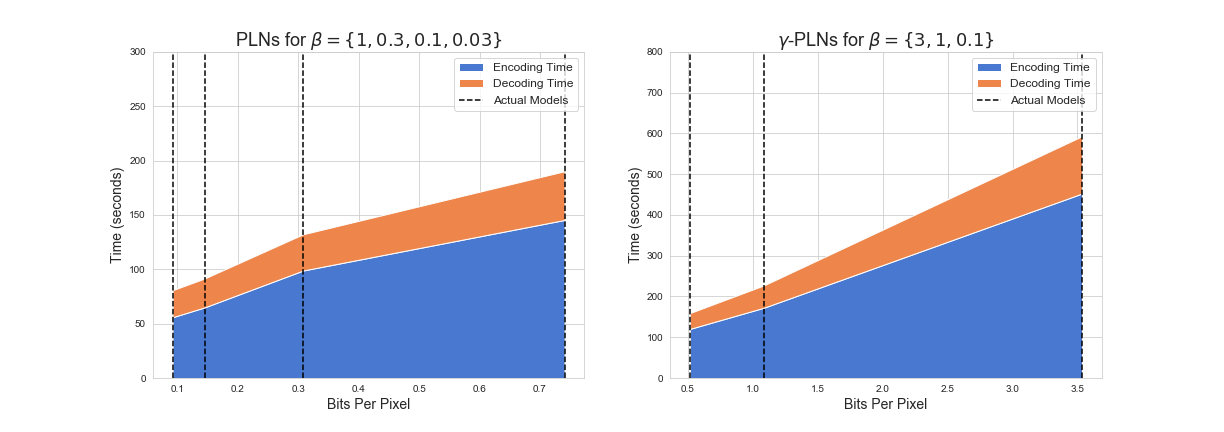 PLNs for β = {1, 0.3, 0.1, 0.03}
300
250
200
150
100
50
0
Time (seconds)
0.1 0.2 0.3 0.4 0.5 0.6 0.7
Bits Per Pixel
Encoding Time
Decoding Time
Actual Models
γ-PLNs for β = {3, 1, 0.1}
800
700
600
500
400
300
200
100
0
Time (seconds)
0.5 1.0 1.5 2.0 2.5 3.0 3.5
Bits Per Pixel
Encoding Time
Decoding Time
Actual Models